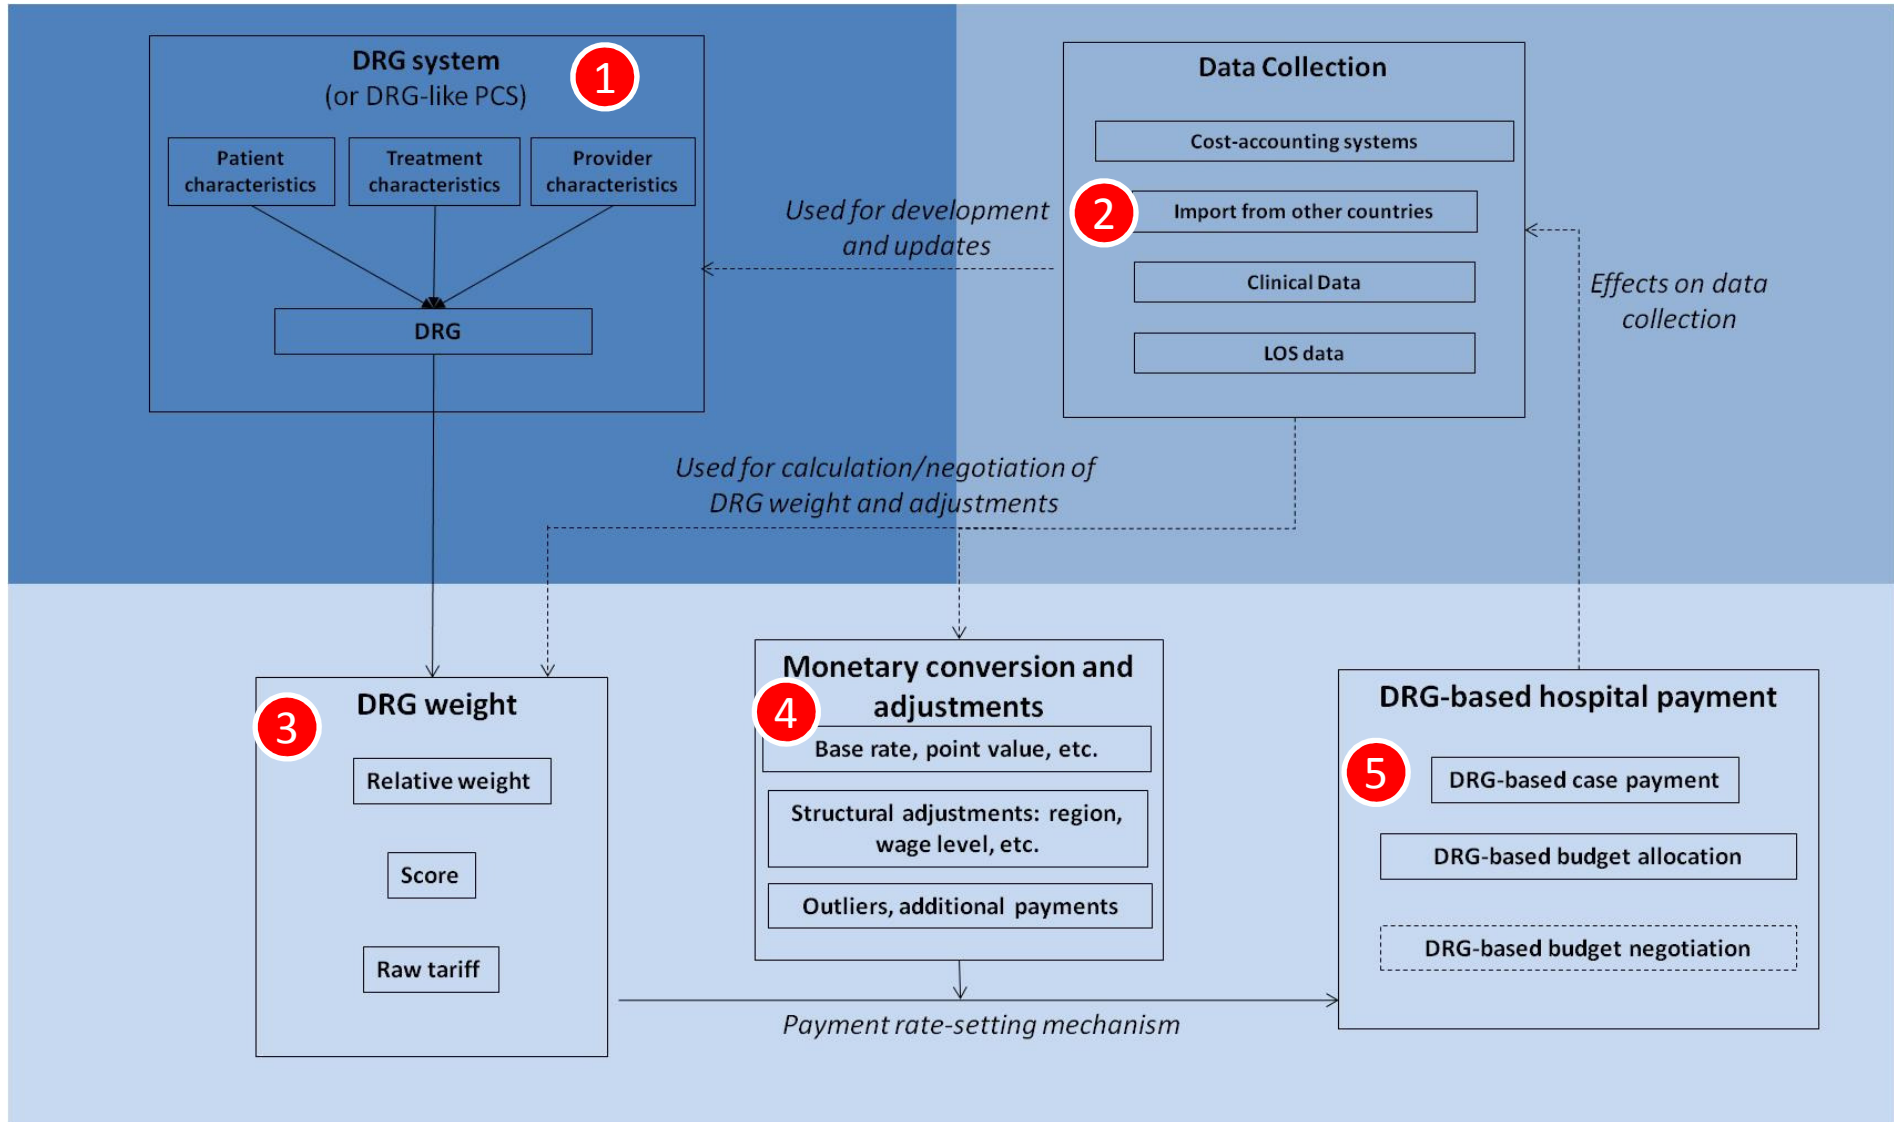 DRG system
(or DRG-like PCS)
1
Patient
characteristics
Treatment
characteristics
Provider
characteristics
DRG
Data Collection
Cost-accounting systems
2
Import from other countries
Clinical Data
LOS data
Used for development
and updates
Effects on data
collection
Used for calculation/negotiation of
DRG weight and adjustments
3
DRG weight
Relative weight
Score
Raw tariff
Monetary conversion and
adjustments
4
Base rate, point value, etc.
Structural adjustments: region,
wage level, etc.
Outliers, additional payments
DRG-based hospital payment
5
DRG-based case payment
DRG-based budget allocation
DRG-based budget negotiation
Payment rate-setting mechanism